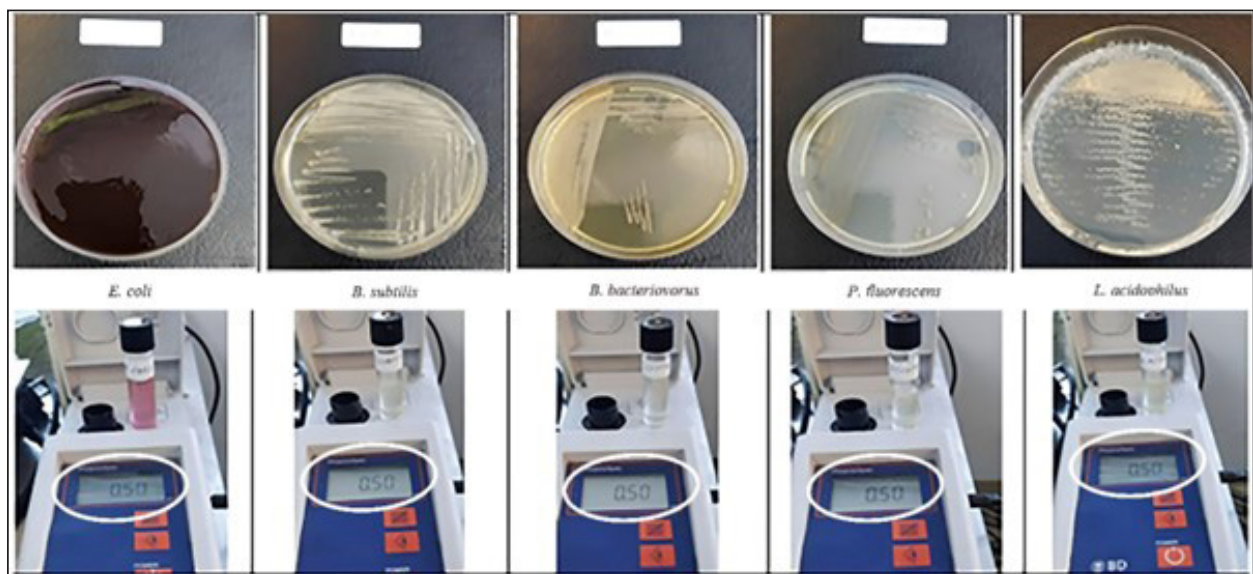 E. coli
B. subtilis
B. bacteriovorus
P. fluorescens
L. acidophilus
0.50
0.50
0.50
0.50
0.50
BD